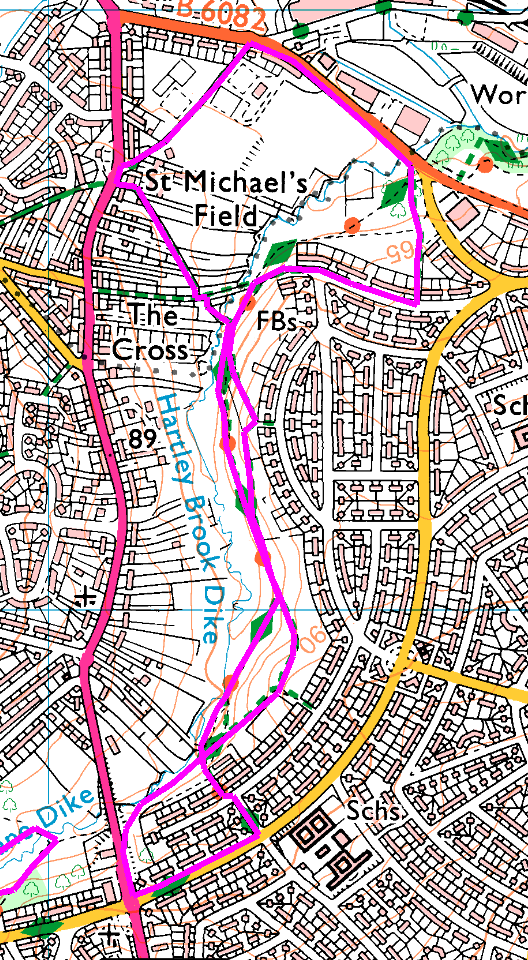 B 6082
Wor
St Michael's
Field
65
The
Cross
FBs
Sch
89
Hartley Brook Dike
90
Schs
Dike